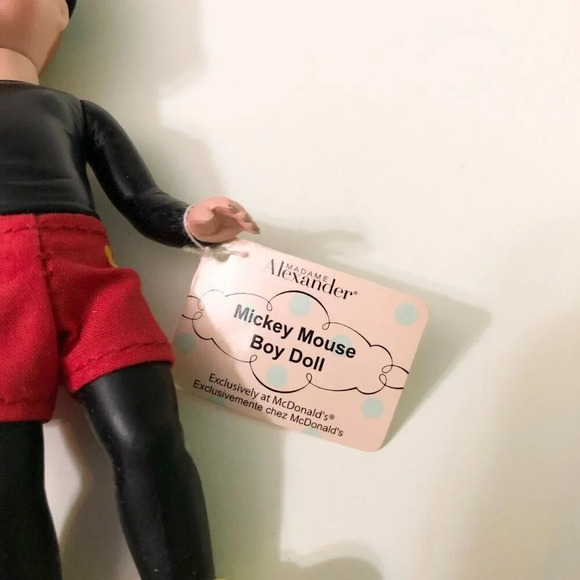 MADAME
Alexander®
Mickey Mouse
Boy Doll
Exclusively at McDonald's®
Exclusivement chez McDonald's